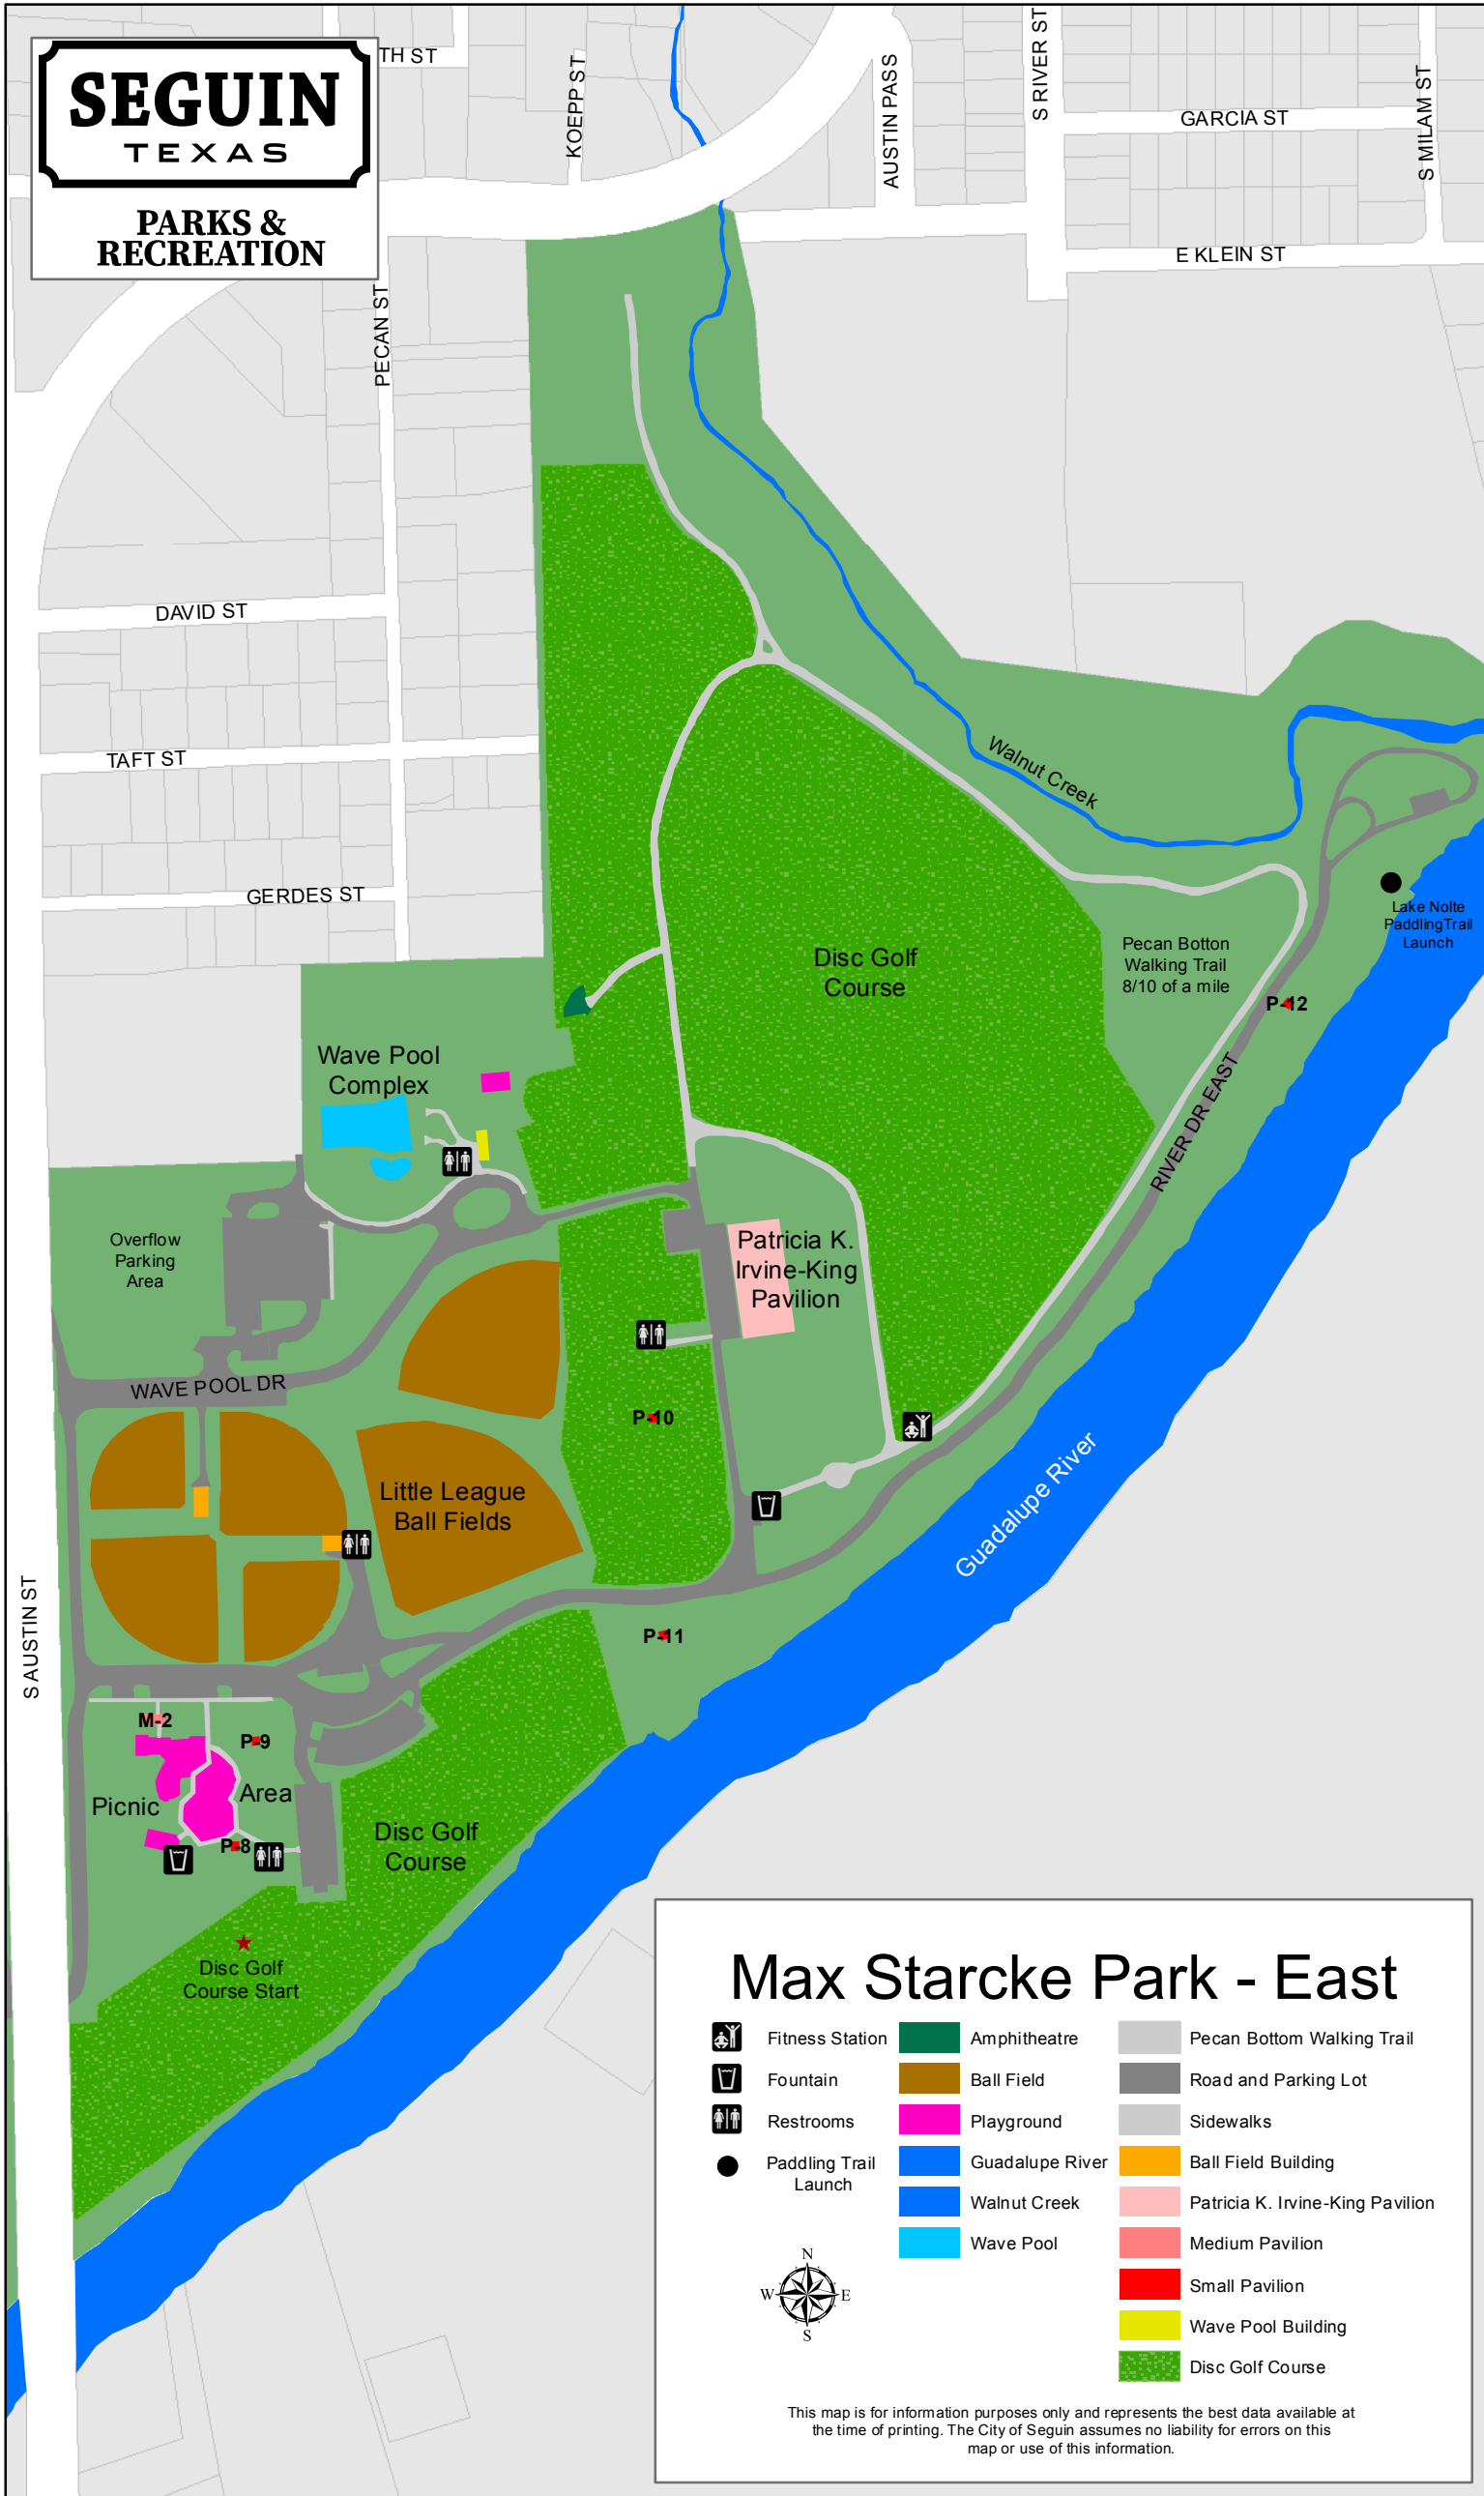 SEGUIN
TEXAS
PARKS &
RECREATION
TH ST
KOEPP ST
AUSTIN PASS
S RIVER ST
GARCIA ST
S MILAM ST
E KLEIN ST
PECAN ST
DAVID ST
TAFT ST
GERDES ST
Walnut Creek
Lake Nolte
PaddlingTrail
Launch
Disc Golf
Course
Pecan Botton
Walking Trail
8/10 of a mile
P-12
RIVER DR EAST
Wave Pool
Complex
Overflow
Parking
Area
Patricia K.
Irvine-King
Pavilion
WAVE POOL DR
P-10
Little League
Ball Fields
Guadalupe River
S AUSTIN ST
P-11
M-2
P-9
Picnic
Area
P-8
Disc Golf
Course
Disc Golf
Course Start
Max Starcke Park - East
Fitness Station
Fountain
Restrooms
Paddling Trail
Launch
Amphitheatre
Ball Field
Playground
Guadalupe River
Walnut Creek
Wave Pool
Pecan Bottom Walking Trail
Road and Parking Lot
Sidewalks
Ball Field Building
Patricia K. Irvine-King Pavilion
Medium Pavilion
Small Pavilion
Wave Pool Building
Disc Golf Course
N
W
E
S
This map is for information purposes only and represents the best data available at
the time of printing. The City of Seguin assumes no liability for errors on this
map or use of this information.